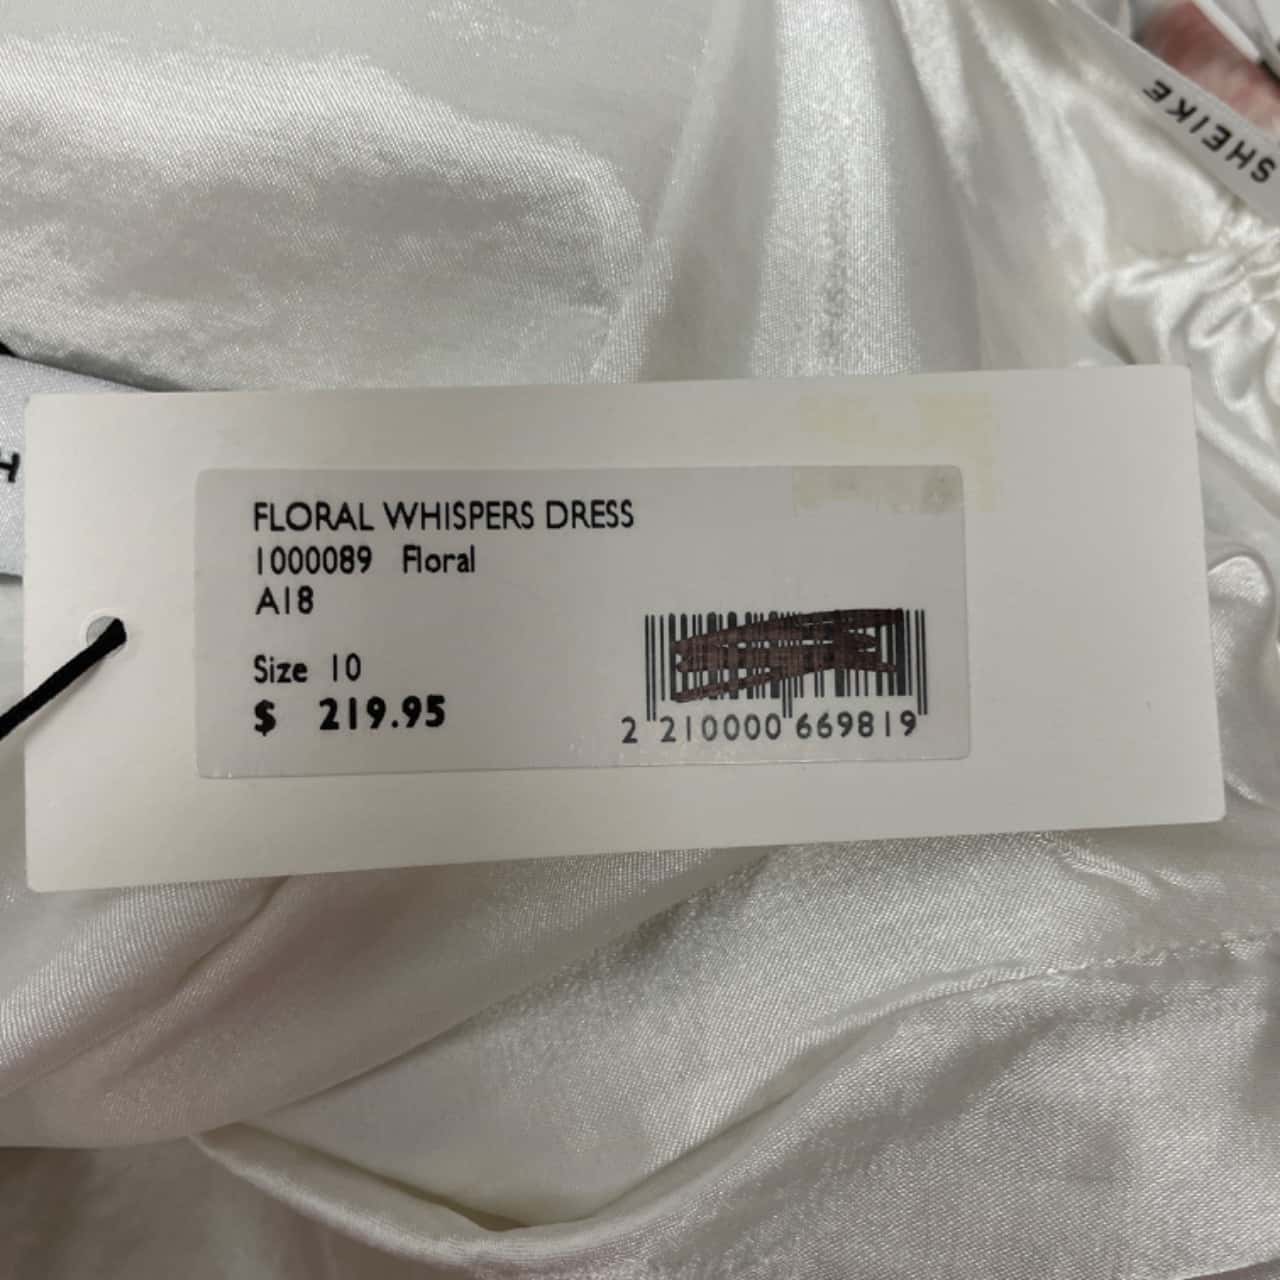 SHEIKE
FLORAL WHISPERS DRESS
1000089 Floral
A18
Size 10
$ 219.95
2 210000 669819